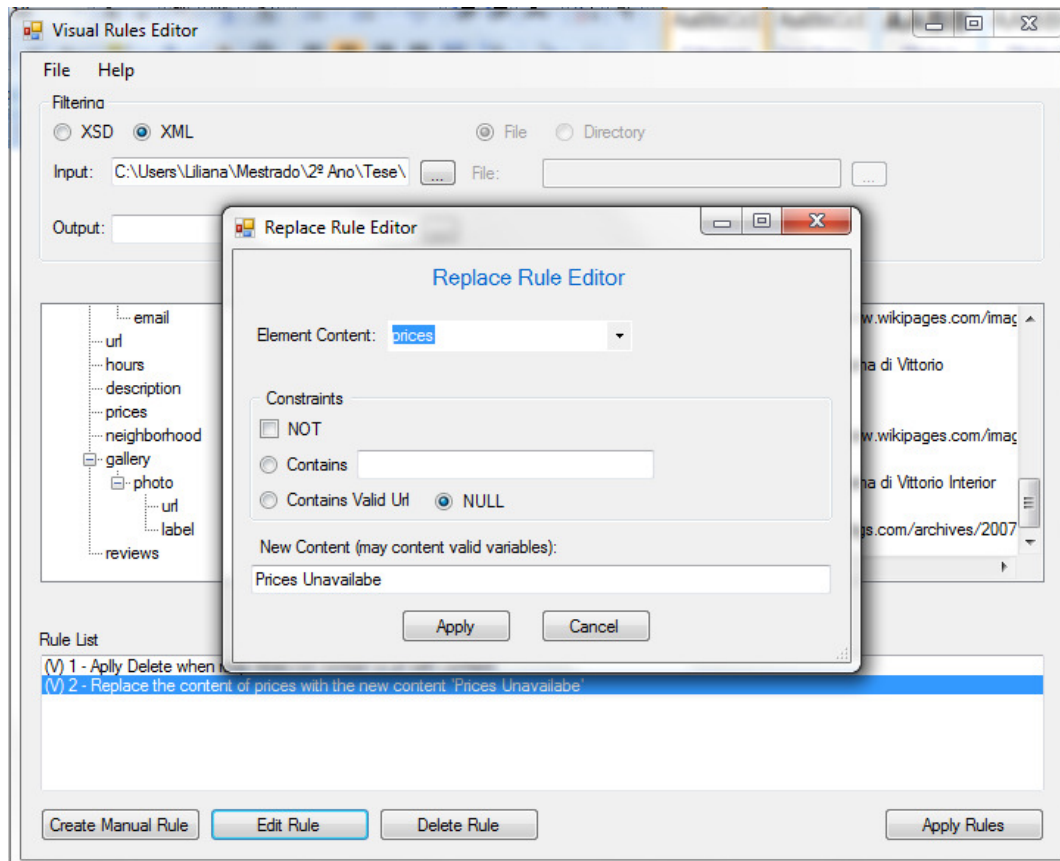 Visual Rules Editor
File Help
Filtering
XSD XML File Directory
Input: C:\Users\Liliana\Mestrado\2º Ano\Tese\ ... File: ...
Output:
Replace Rule Editor
Replace Rule Editor
Element Content: prices
Constraints
NOT
Contains
Contains Valid Url NULL
New Content (may content valid variables):
Prices Unavailabe
Apply Cancel
email
url
hours
description
prices
neighborhood
gallery
photo
url
label
reviews
w.wikipages.com/imag
na di Vittorio
w.wikipages.com/imag
na di Vittorio Interior
gs.com/archives/2007
Rule List
(V) 1 - Aplly Delete when
(V) 2 - Replace the content of prices with the new content 'Prices Unavailabe'
Create Manual Rule Edit Rule Delete Rule Apply Rules